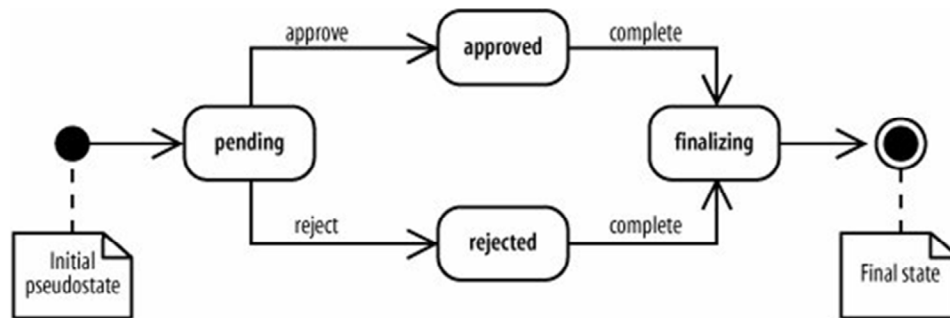 approve
approved
complete
pending
finalizing
reject
rejected
complete
Initial
pseudostate
Final state